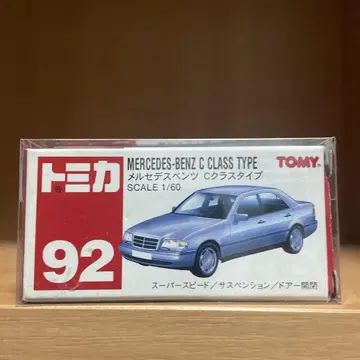 トミカ
92
MERCEDES-BENZ C CLASS TYPE
メルセデスベンツ Cクラスタイプ
SCALE 1/60
TOMY
スーパースピード/サスペンション/ドアー開閉